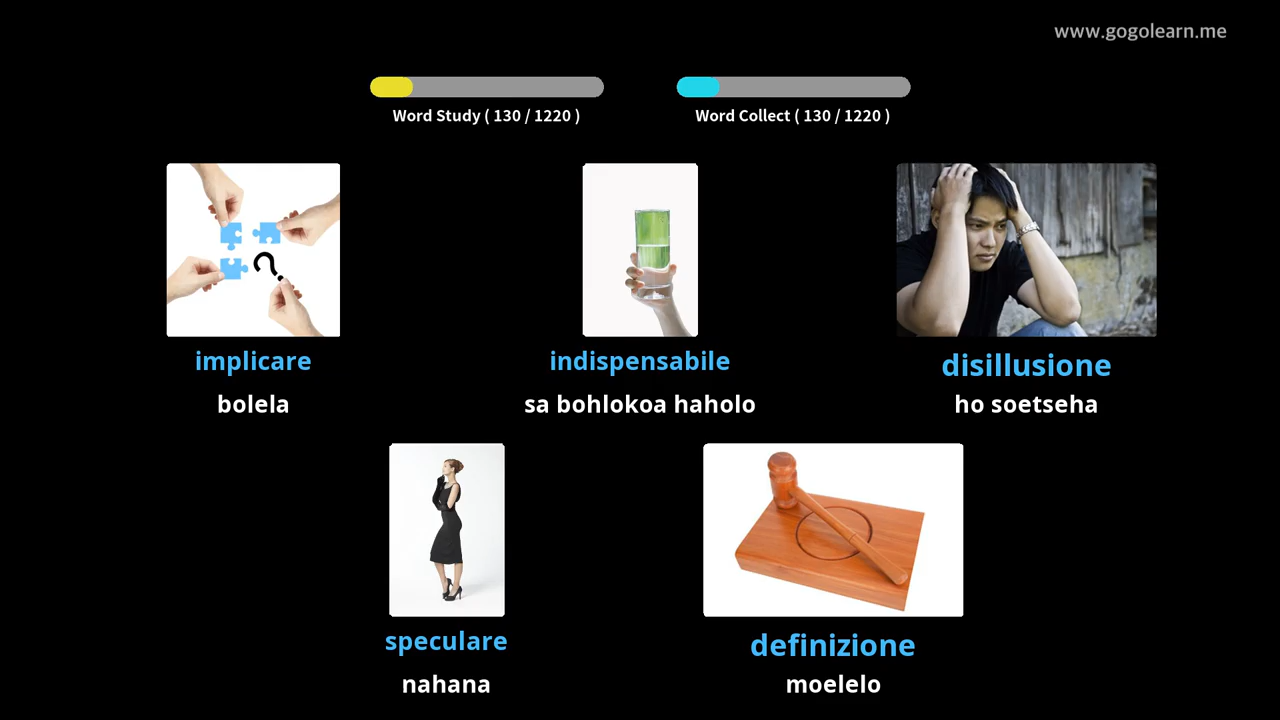 www.gogolearn.me
Word Study ( 130 / 1220 )
Word Collect ( 130 / 1220 )
implicare
indispensabile
disillusione
bolela
sa bohlokoa haholo
ho soetseha
speculare
definizione
nahana
moelelo